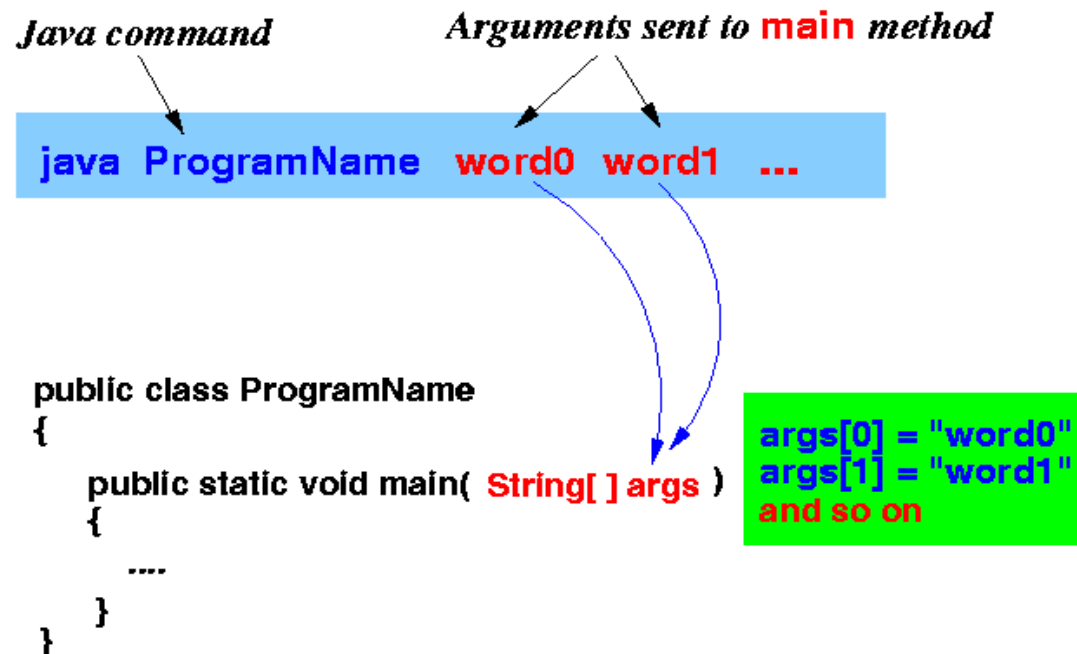 Java command
Arguments sent to main method
java ProgramName word0 word1 ...
public class ProgramName
{
public static void main( String[ ] args )
{
....
}
}
args[0] = "word0"
args[1] = "word1"
and so on